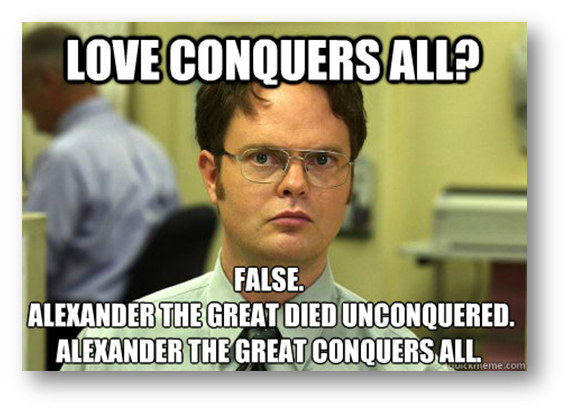 LOVE CONQUERS ALL?
FALSE.
ALEXANDER THE GREAT DIED UNCONQUERED.
ALEXANDER THE GREAT CONQUERS ALL.
quickmeme.com